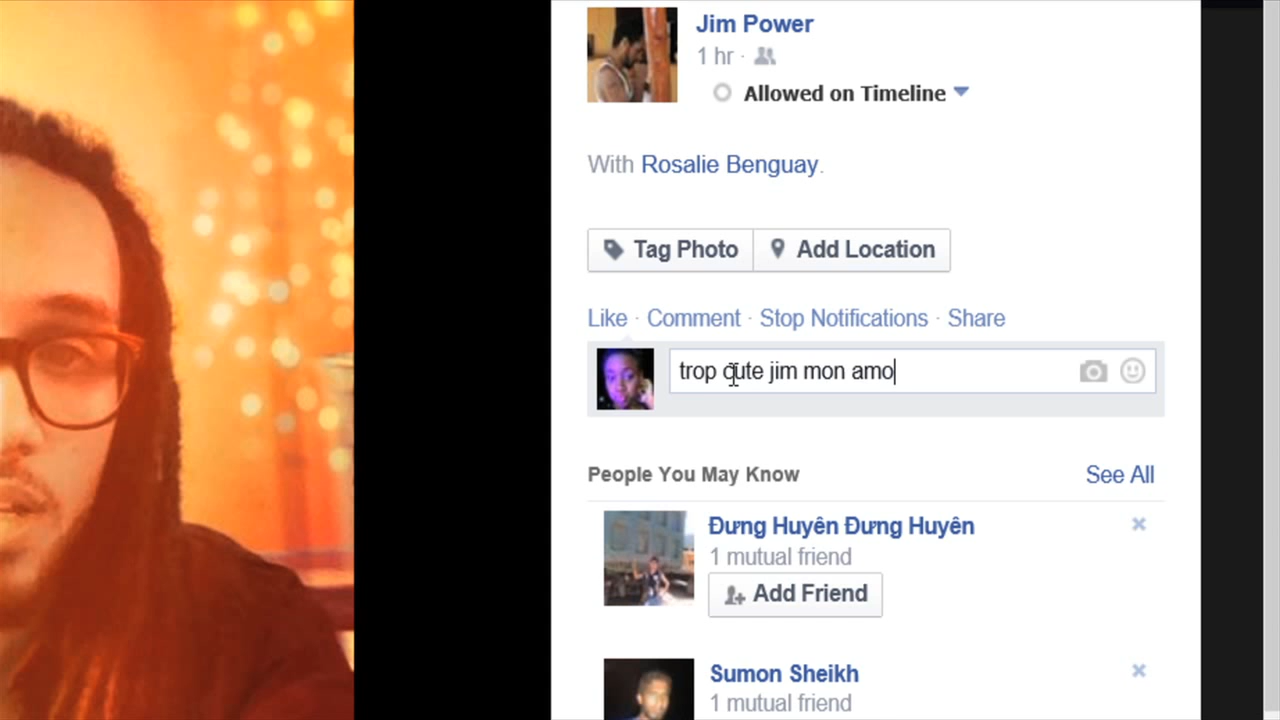 Jim Power
1 hr ·
Allowed on Timeline
With Rosalie Benguay.
Tag Photo Add Location
Like · Comment · Stop Notifications · Share
trop cute jim mon amo
People You May Know See All
Đưng Huyên Đưng Huyên
1 mutual friend
Add Friend
Sumon Sheikh
1 mutual friend